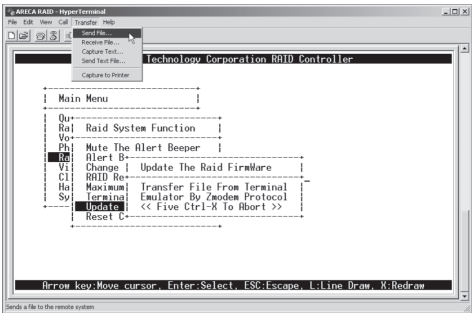 ARECA RAID - HyperTerminal
File Edit View Call Transfer Help
Send File...
Receive File...
Capture Text...
Send Text File...
Capture to Printer
Technology Corporation RAID Controller
Main Menu
Qu
Ra Raid System Function
Vo
Ph Mute The Alert Beeper
Ra Alert B
Vi Change Update The Raid FirmWare
Cl RAID Re
Ha Maximum Transfer File From Terminal
Sy Termina Emulator By Zmodem Protocol
Update << Five Ctrl-X To Abort >>
Reset C
Arrow key:Move cursor, Enter:Select, ESC:Escape, L:Line Draw, X:Redraw
Sends a file to the remote system